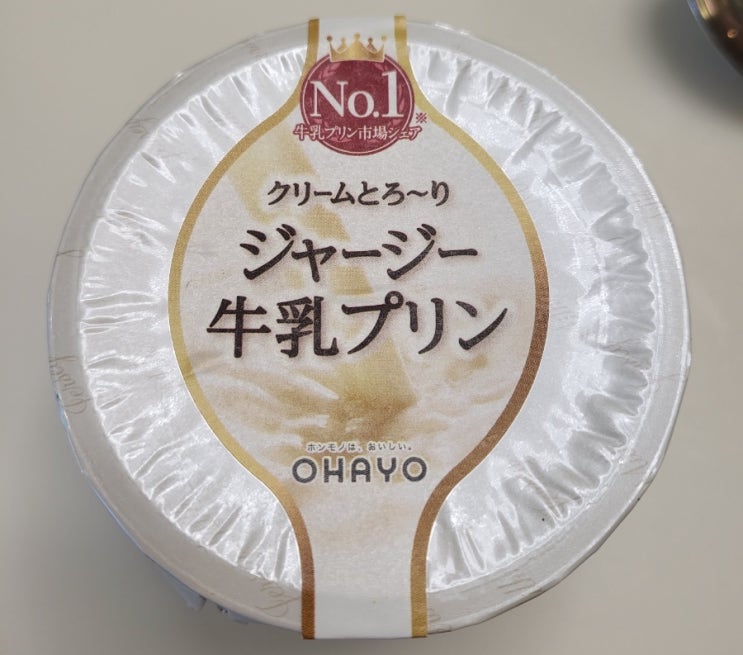 No.1
牛乳プリン市場シェア※
クリームとろ〜り
ジャージー
牛乳プリン
ホンモノは、おいしい。
OHAYO
Jersey